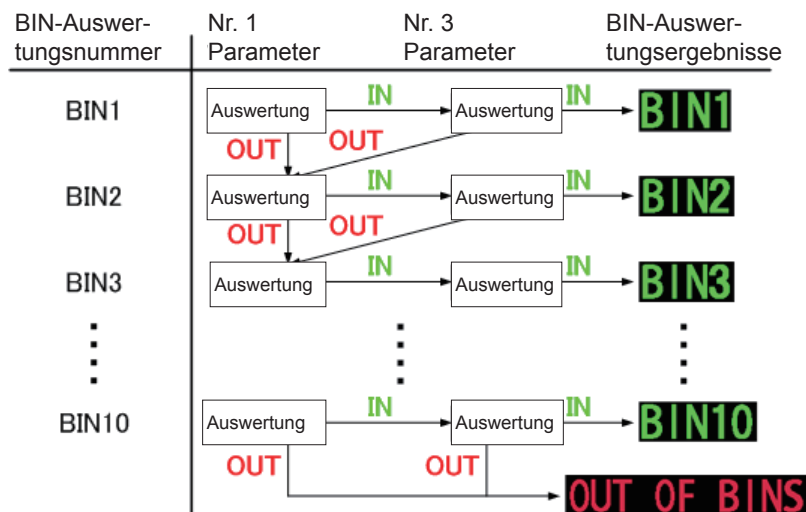 BIN-Auswer-
tungsnummer
Nr. 1
Parameter
Nr. 3
Parameter
BIN-Auswer-
tungsergebnisse
BIN1
Auswertung
IN
Auswertung
IN
BIN1
OUT
OUT
BIN2
Auswertung
IN
Auswertung
IN
BIN2
OUT
OUT
BIN3
Auswertung
IN
Auswertung
IN
BIN3
BIN10
Auswertung
IN
Auswertung
IN
BIN10
OUT
OUT
OUT OF BINS